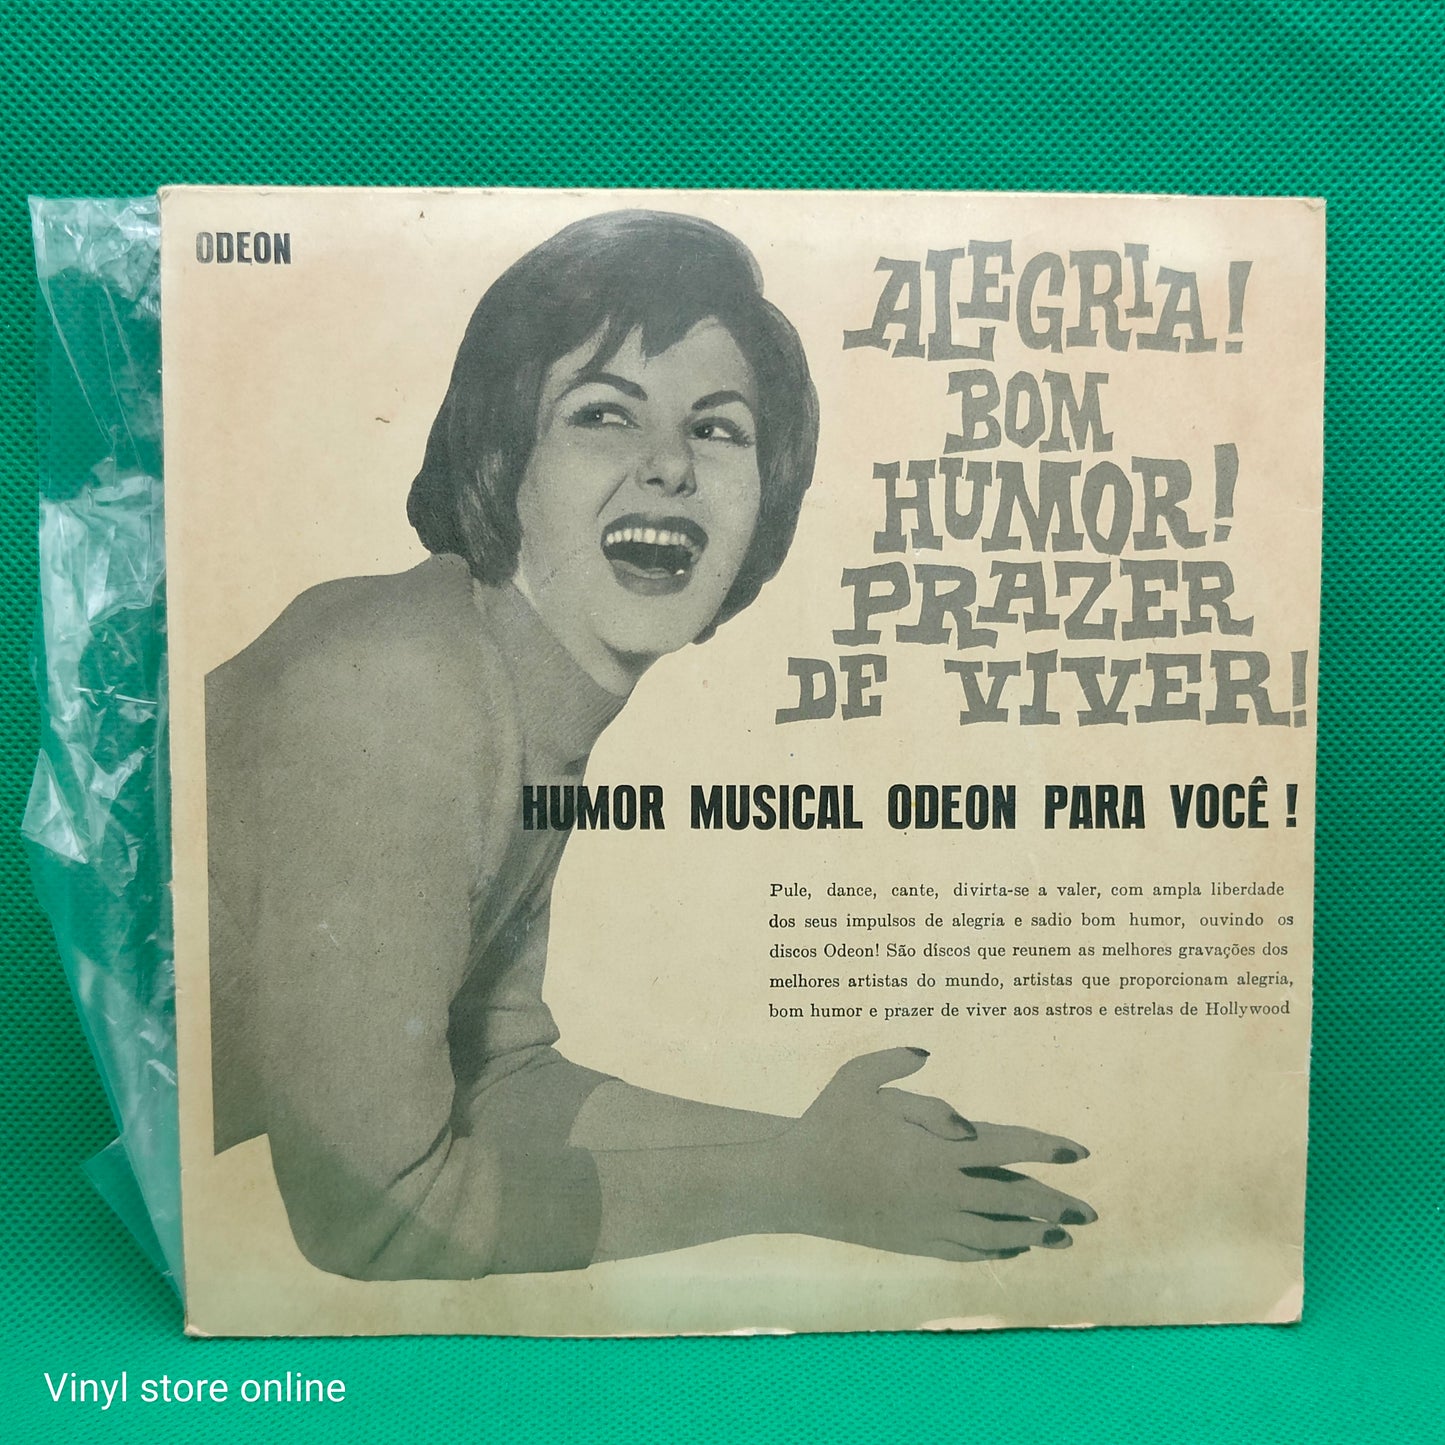 ODEON
ALEGRIA!
BOM
HUMOR!
PRAZER
DE VIVER!
HUMOR MUSICAL ODEON PARA VOCÊ !
Pule, dance, cante, divirta-se a valer, com ampla liberdade
dos seus impulsos de alegria e sadio bom humor, ouvindo os
discos Odeon! São discos que reunem as melhores gravações dos
melhores artistas do mundo, artistas que proporcionam alegria,
bom humor e prazer de viver aos astros e estrelas de Hollywood
Vinyl store online